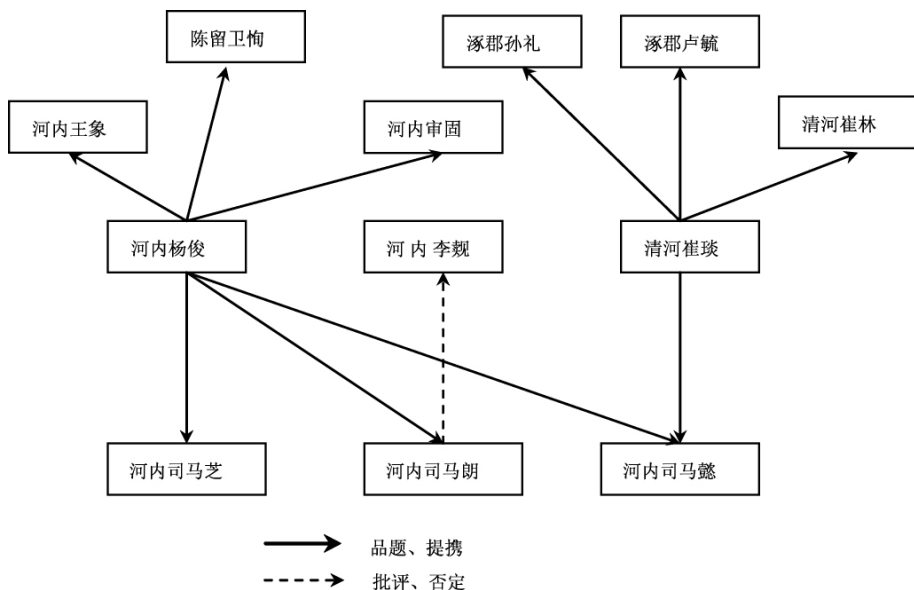 陈留卫恂
涿郡孙礼
涿郡卢毓
河内王象
河内审固
清河崔林
河内杨俊
河 内 李觌
清河崔琰
河内司马芝
河内司马朗
河内司马懿
品题、提携
批评、否定